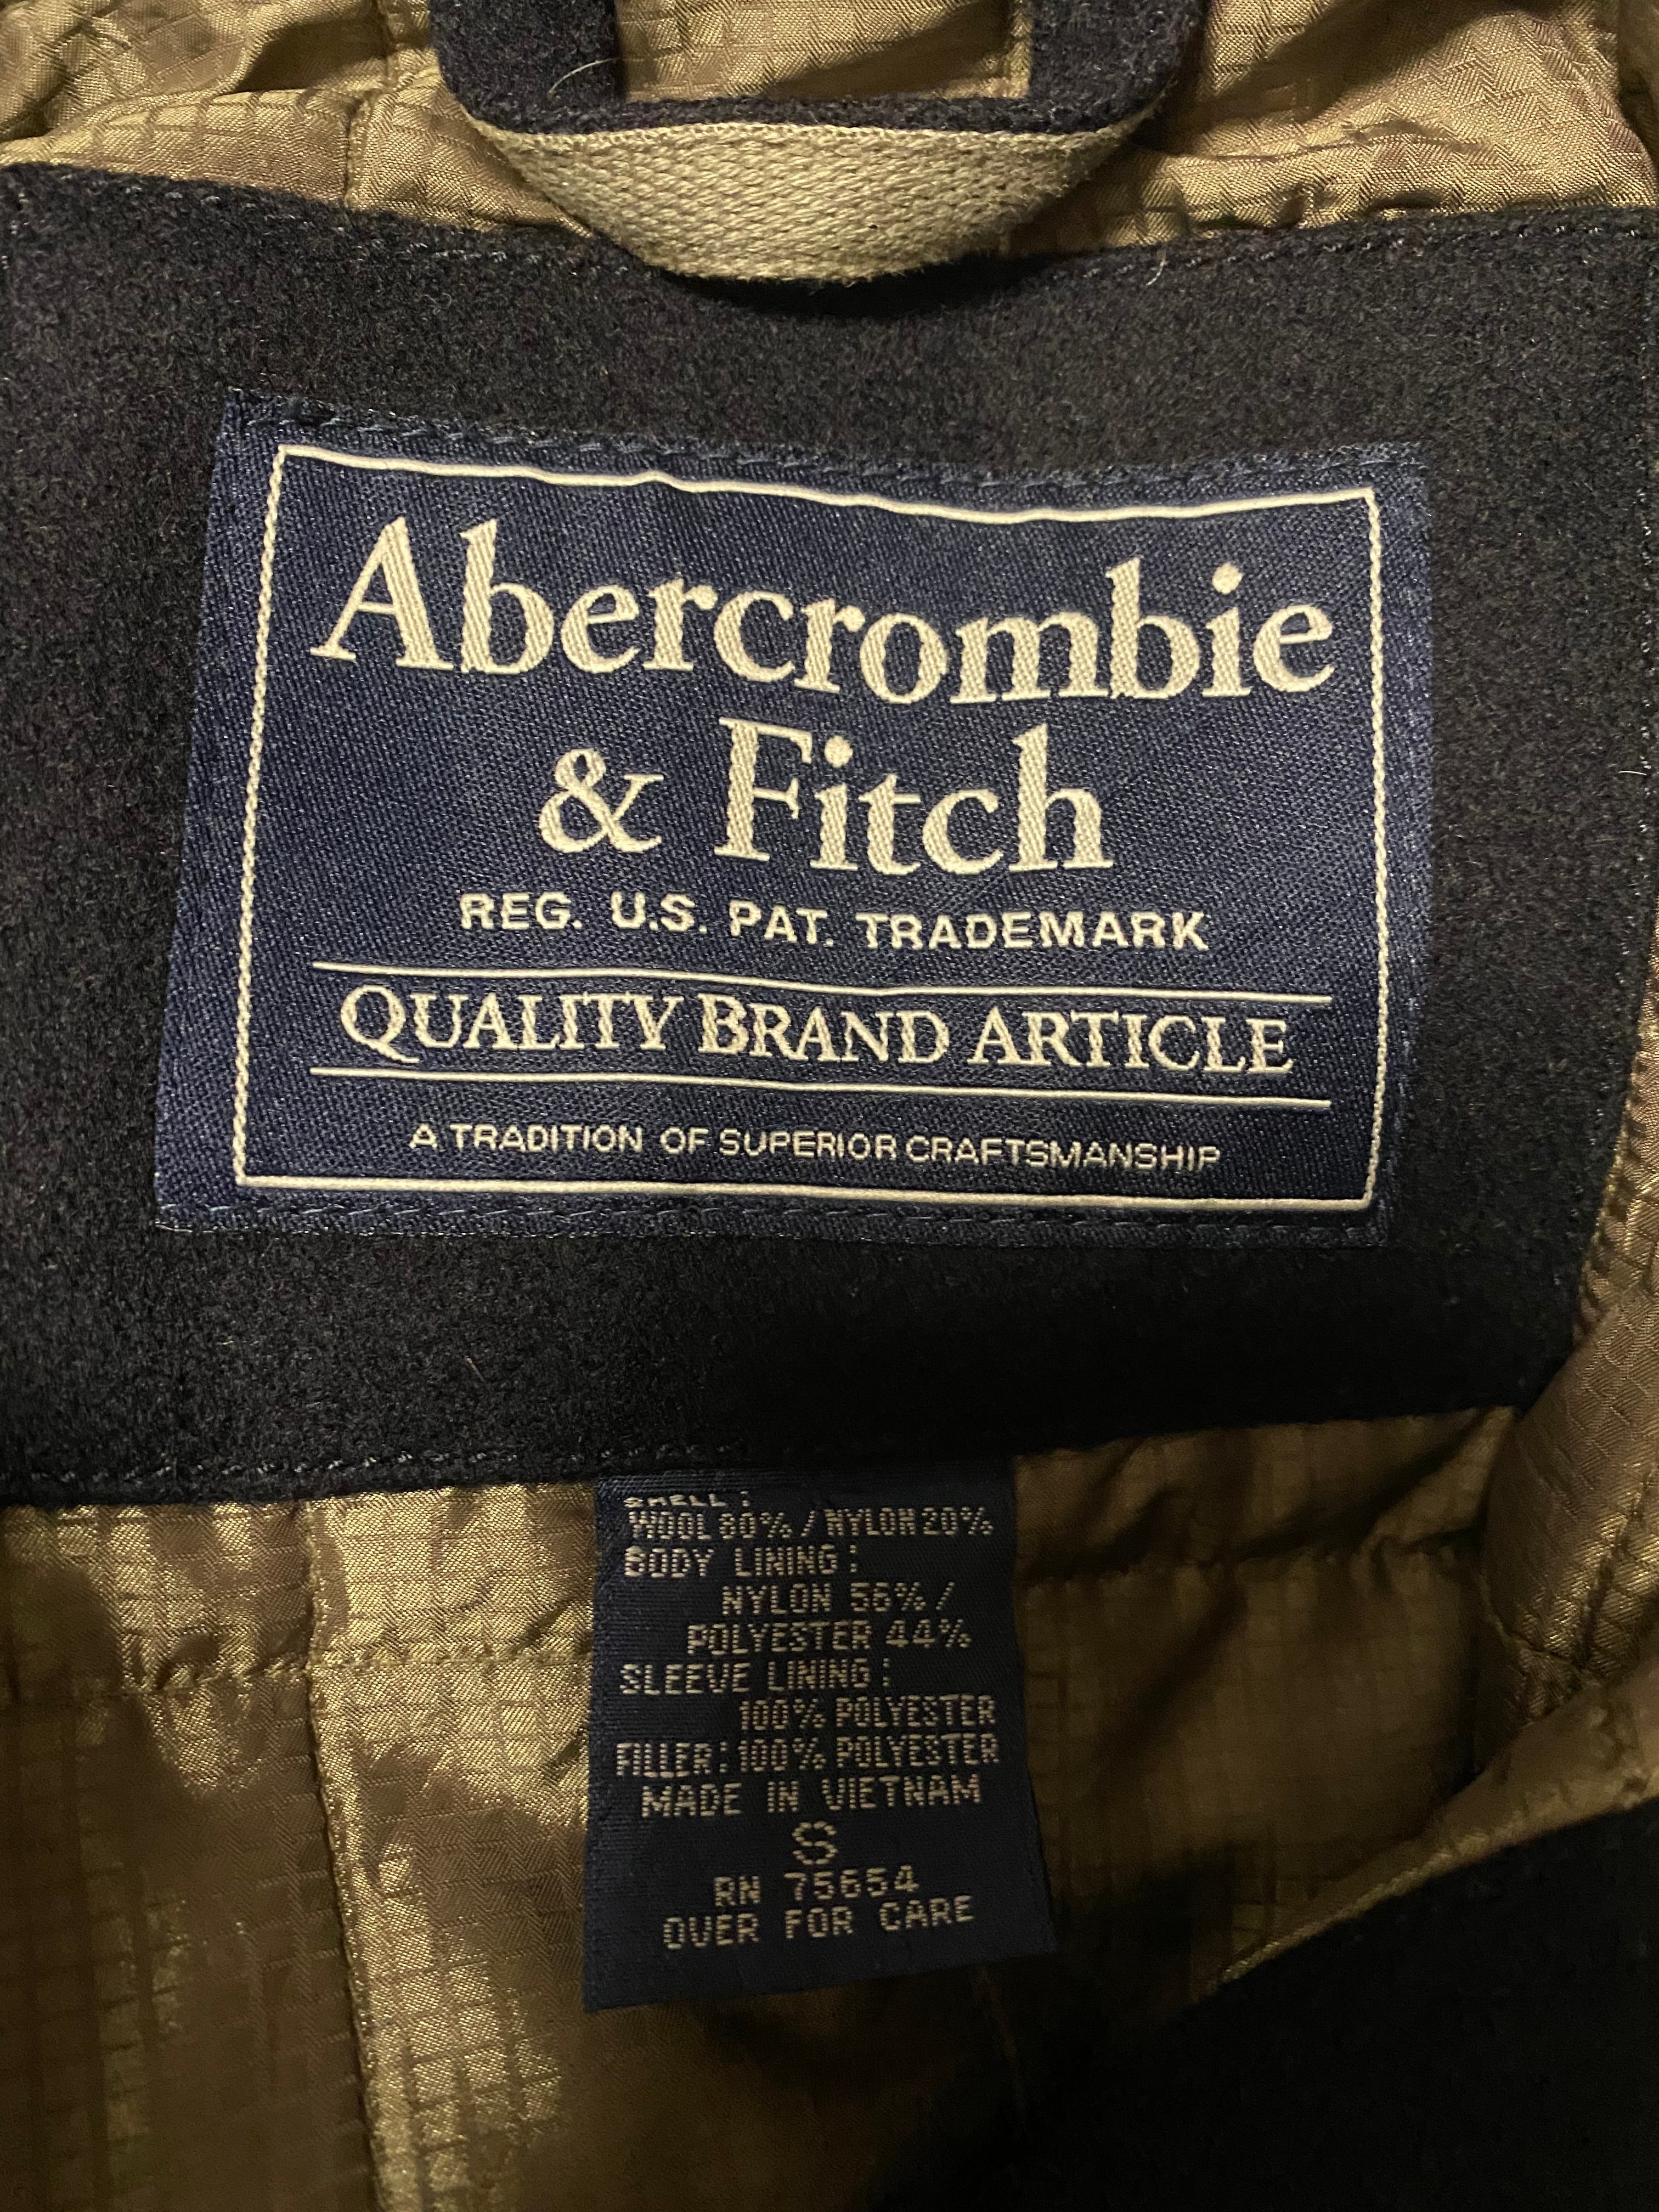 Abercrombie
& Fitch
REG. U.S. PAT. TRADEMARK
QUALITY BRAND ARTICLE
A TRADITION OF SUPERIOR CRAFTSMANSHIP
SHELL:
WOOL 80% / NYLON 20%
BODY LINING:
NYLON 56% /
POLYESTER 44%
SLEEVE LINING:
100% POLYESTER
FILLER: 100% POLYESTER
MADE IN VIETNAM
S
RN 75654
OVER FOR CARE